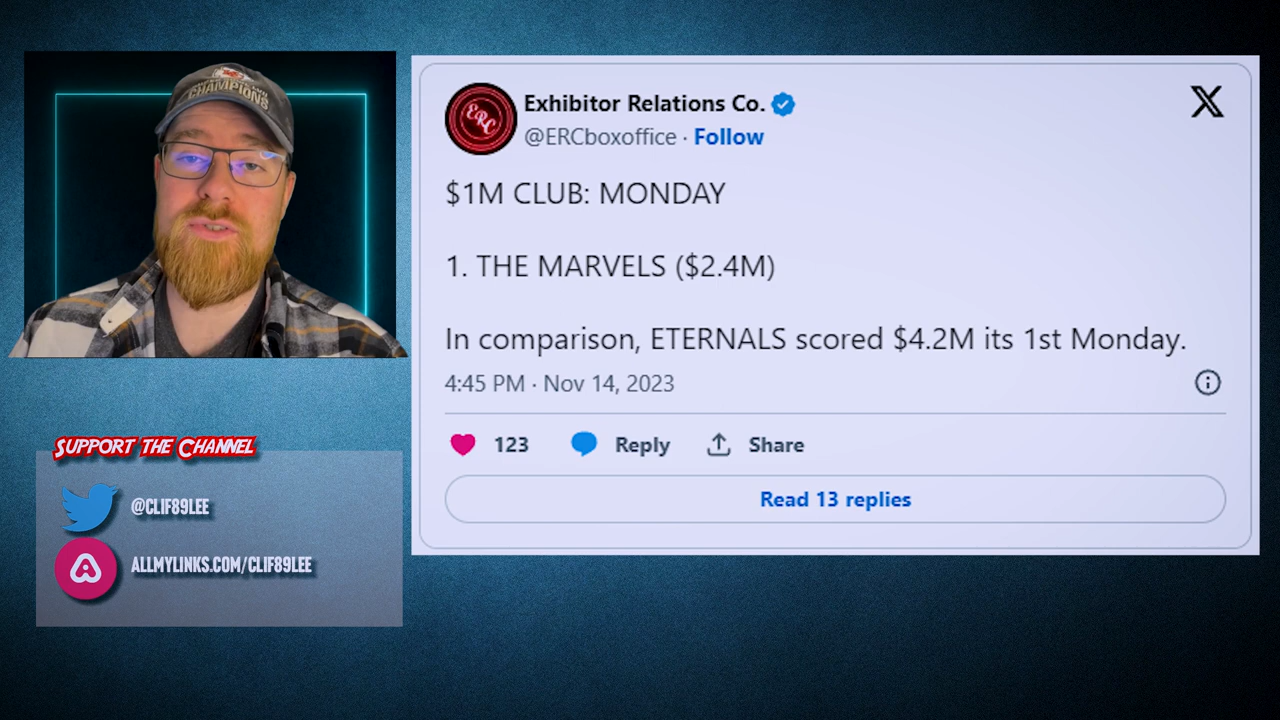 CHAMPIONS
Exhibitor Relations Co.
@ERCboxoffice · Follow
$1M CLUB: MONDAY
1. THE MARVELS ($2.4M)
In comparison, ETERNALS scored $4.2M its 1st Monday.
4:45 PM · Nov 14, 2023
123 Reply Share
Read 13 replies
ERC
SUPPORT THE CHANNEL
@CLIF89LEE
ALLMYLINKS.COM/CLIF89LEE